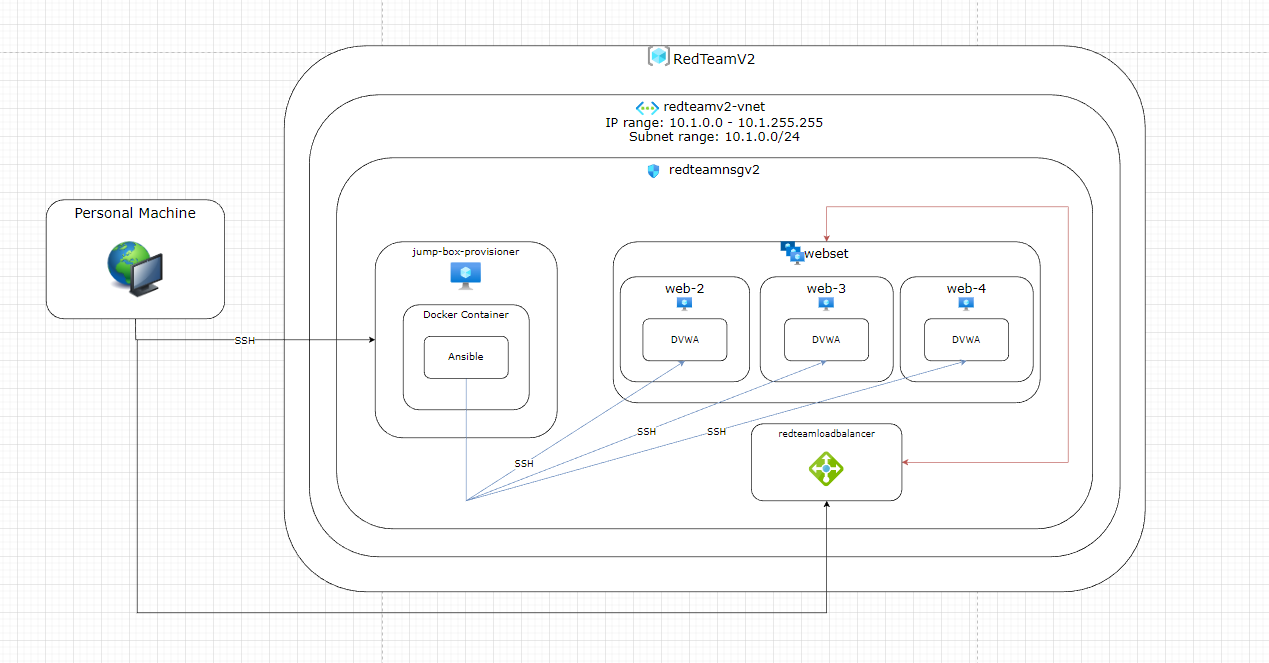 RedTeamV2
redteamv2-vnet
IP range: 10.1.0.0 - 10.1.255.255
Subnet range: 10.1.0.0/24
redteamnsgv2
Personal Machine
SSH
jump-box-provisioner
Docker Container
Ansible
webset
web-2
DVWA
web-3
DVWA
web-4
DVWA
SSH
SSH
SSH
redteamloadbalancer